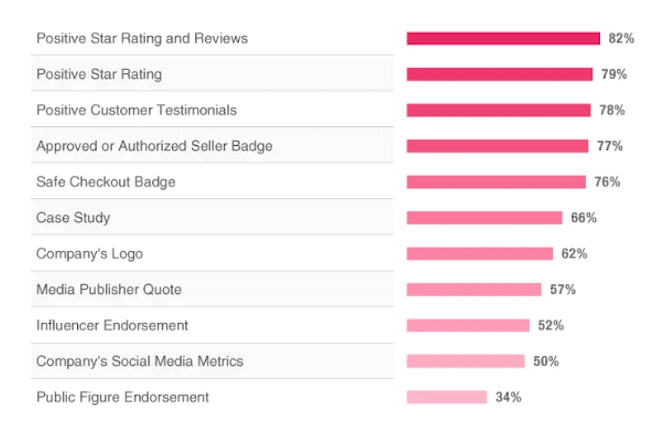 Positive Star Rating and Reviews 82%
Positive Star Rating 79%
Positive Customer Testimonials 78%
Approved or Authorized Seller Badge 77%
Safe Checkout Badge 76%
Case Study 66%
Company's Logo 62%
Media Publisher Quote 57%
Influencer Endorsement 52%
Company's Social Media Metrics 50%
Public Figure Endorsement 34%